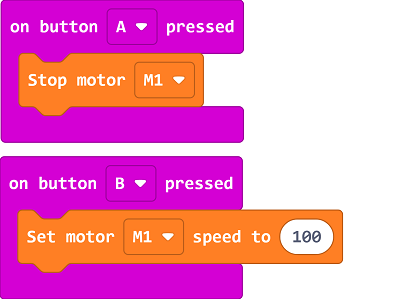 on button A pressed
Stop motor M1
on button B pressed
Set motor M1 speed to 100